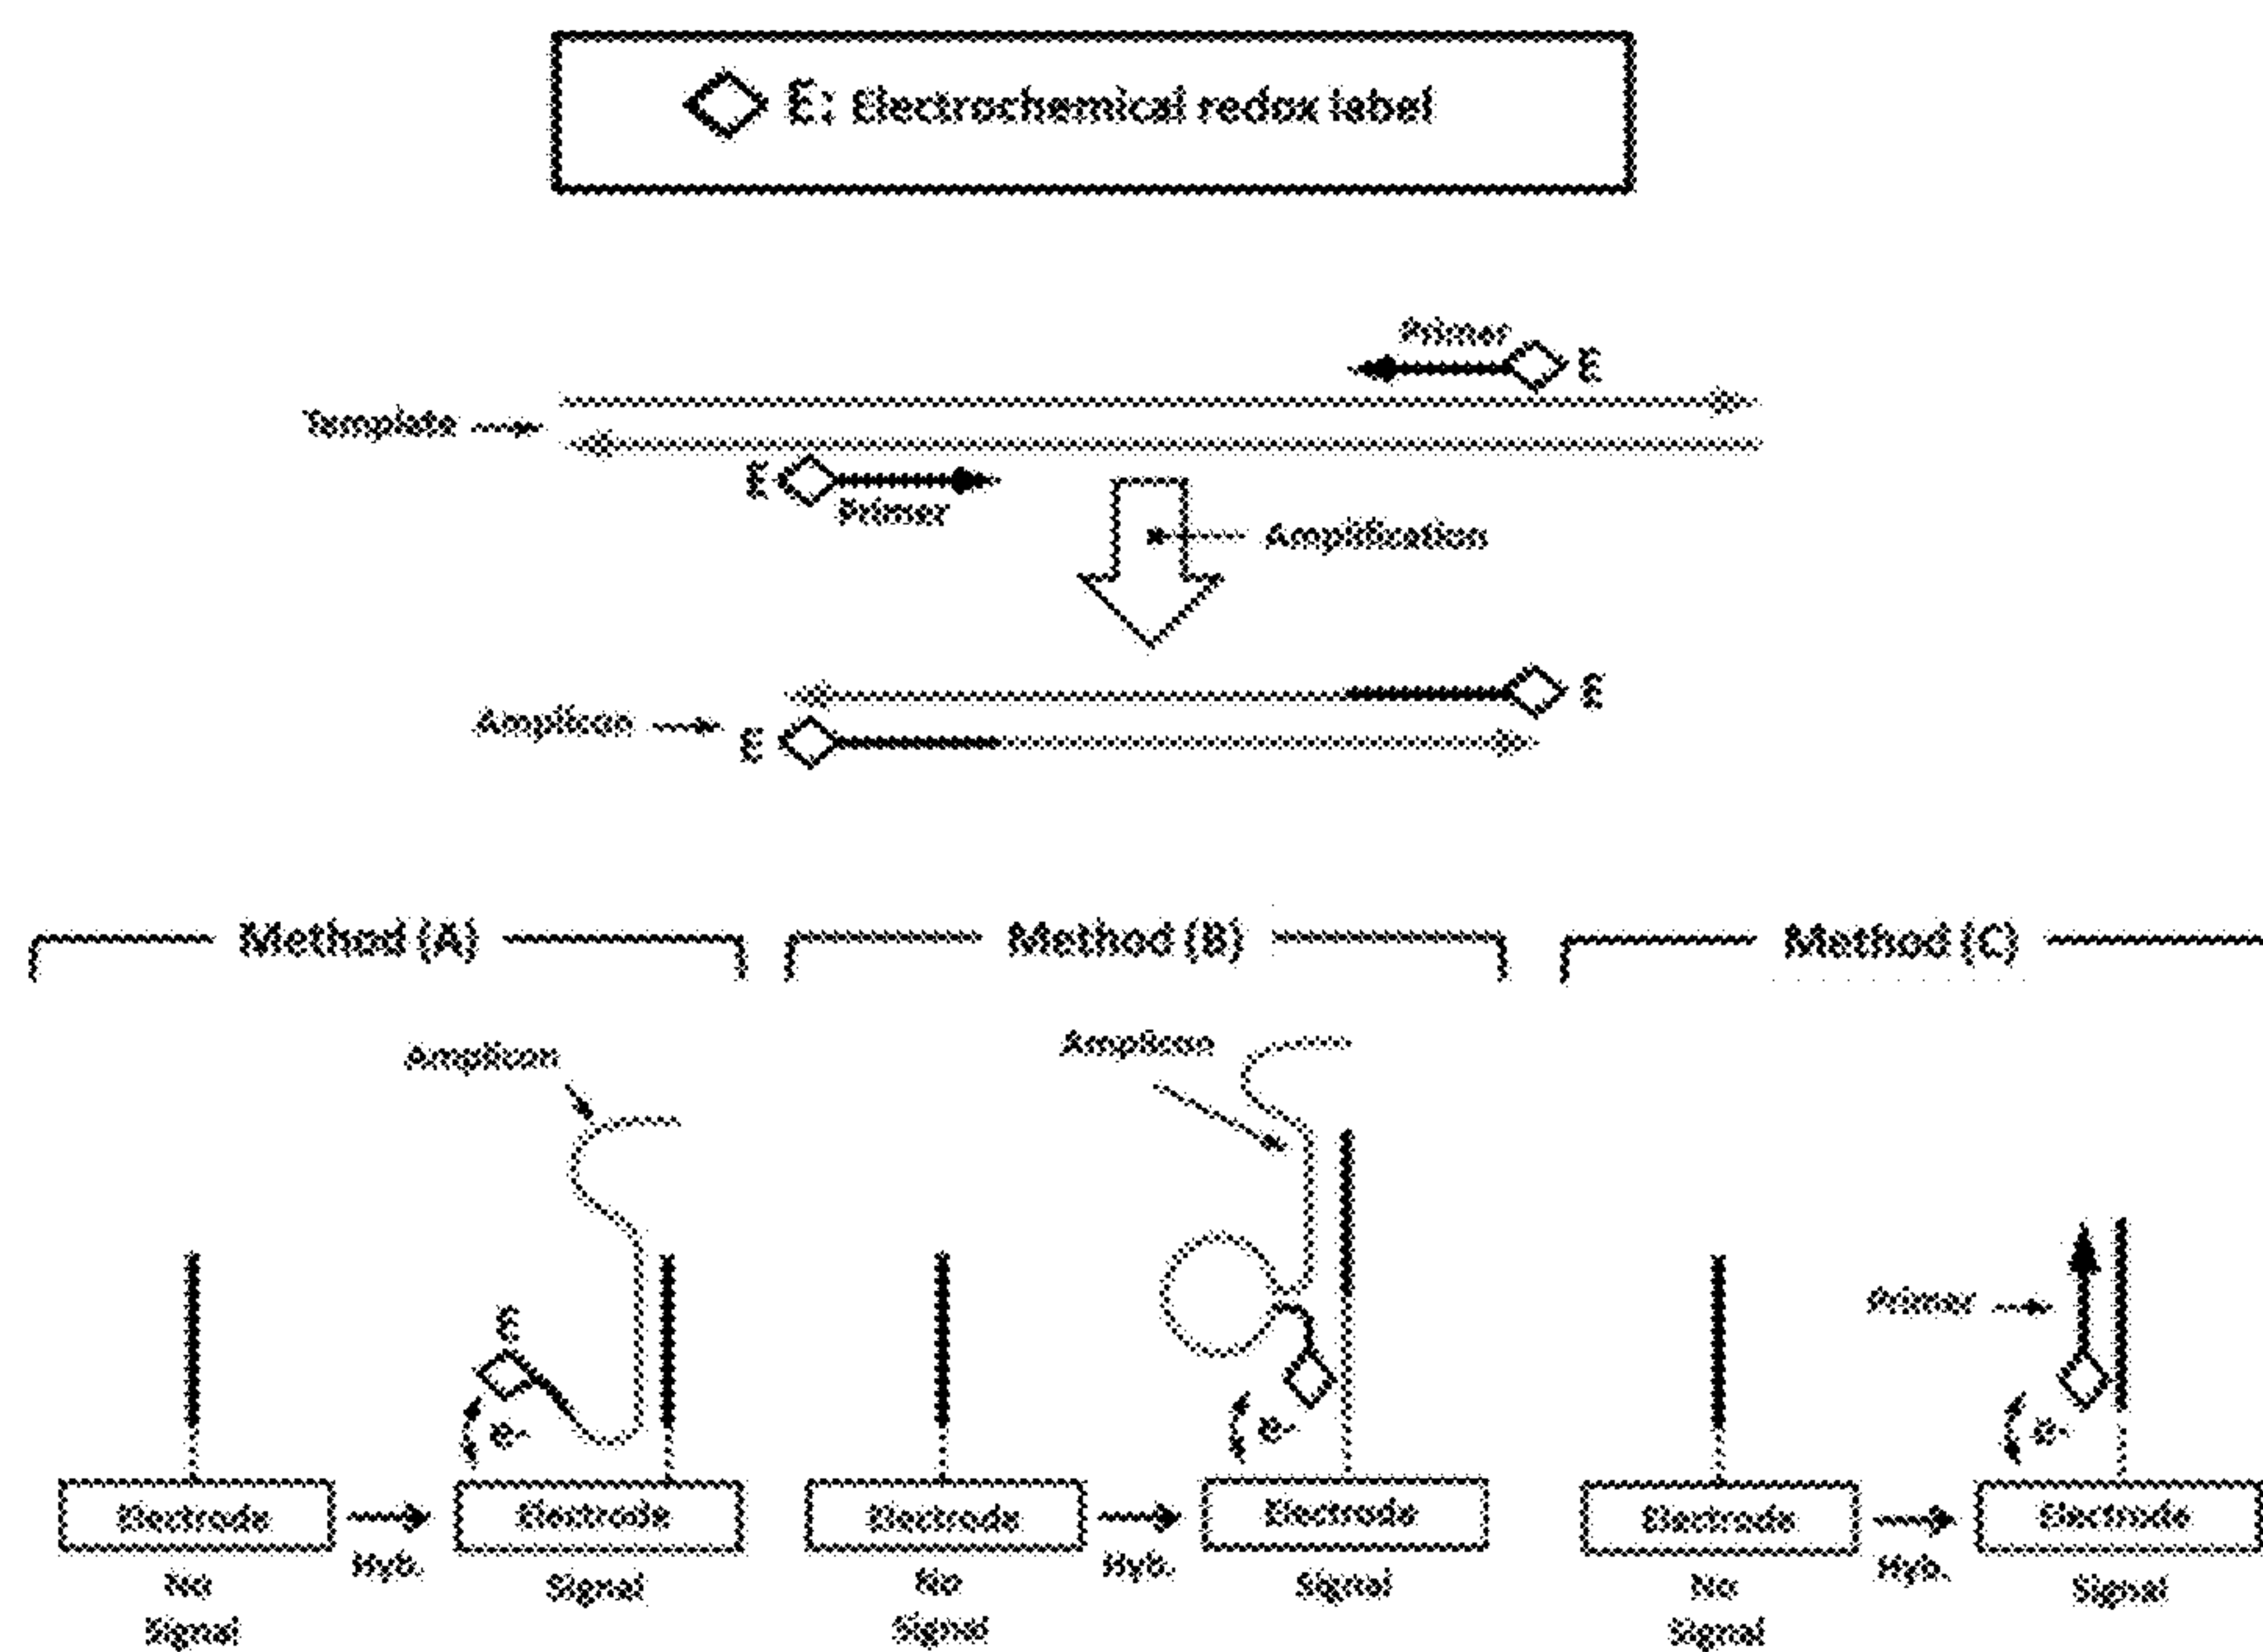 E: Electrochemical redox label
Primer
E
Template
E
Primer
Amplification
E
Amplicon
E
Method (A) Method (B) Method (C)
Amplicon
Amplicon
Primer
E
e- e- e-
Electrode Electrode Electrode Electrode Electrode Electrode
Hyb. Hyb. Hyb.
No Signal No Signal No Signal
Signal Signal Signal